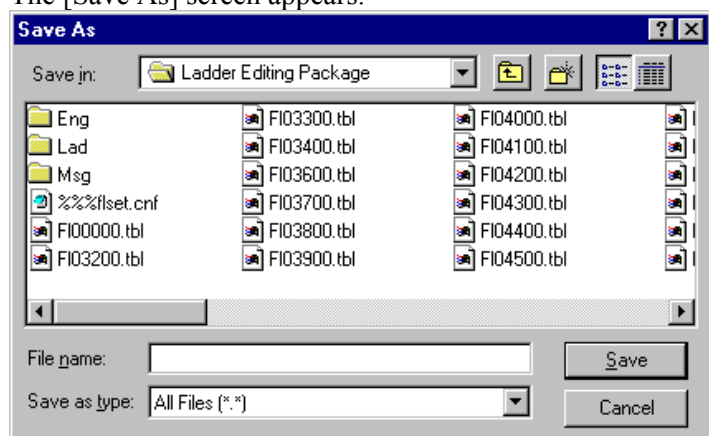 The [Save As] screen appears.
Save As
Save in: Ladder Editing Package
Eng FI03300.tbl FI04000.tbl
Lad FI03400.tbl FI04100.tbl
Msg FI03600.tbl FI04200.tbl
%%%flset.cnf FI03700.tbl FI04300.tbl
FI00000.tbl FI03800.tbl FI04400.tbl
FI03200.tbl FI03900.tbl FI04500.tbl
File name: Save
Save as type: All Files (*.*) Cancel